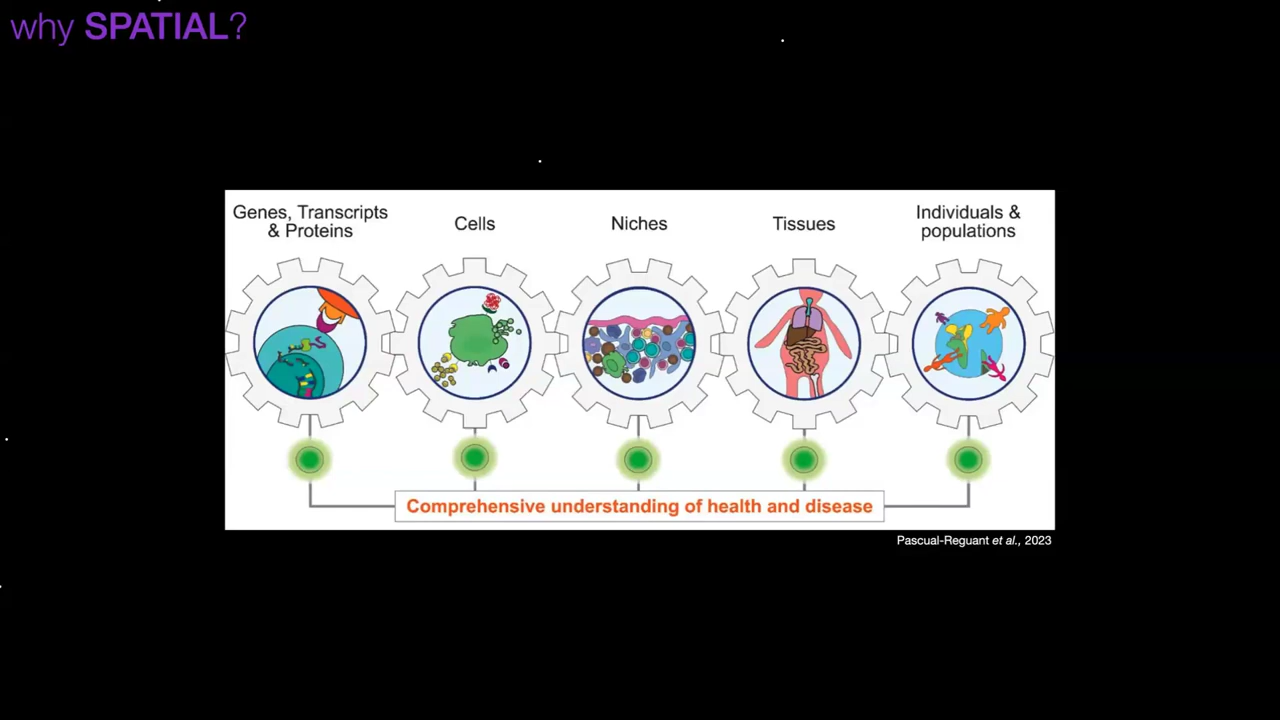 why SPATIAL?
Genes, Transcripts
& Proteins
Cells
Niches
Tissues
Individuals &
populations
Comprehensive understanding of health and disease
Pascual-Reguant et al., 2023